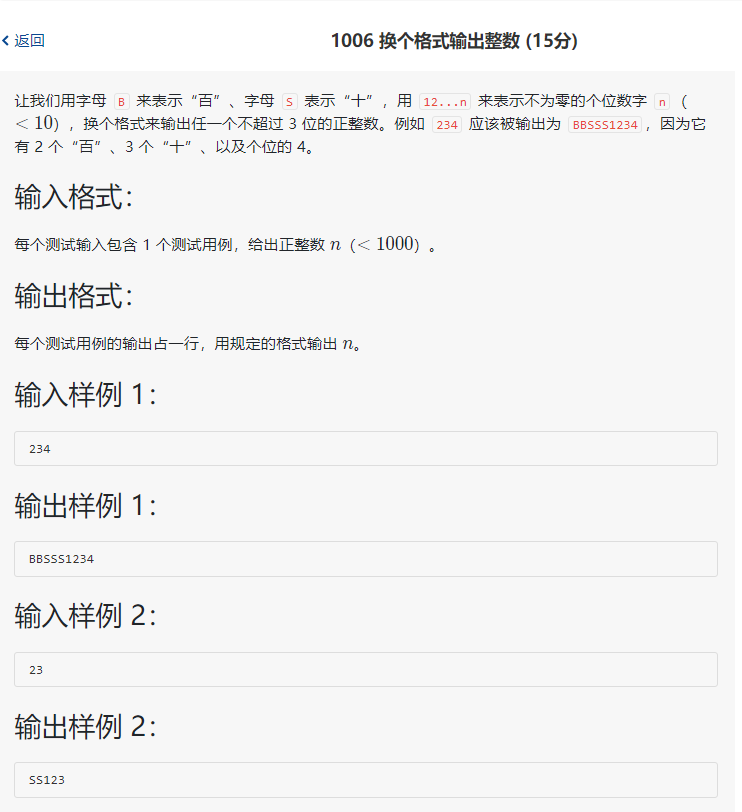 返回
1006 换个格式输出整数 (15分)
让我们用字母 B 来表示“百”、字母 S 表示“十”，用 12...n 来表示不为零的个位数字 n （
< 10），换个格式来输出任一个不超过 3 位的正整数。例如 234 应该被输出为 BBSSS1234，因为它
有 2 个“百”、3 个“十”、以及个位的 4。
输入格式：
每个测试输入包含 1 个测试用例，给出正整数 n（< 1000）。
输出格式：
每个测试用例的输出占一行，用规定的格式输出 n。
输入样例 1：
234
输出样例 1：
BBSSS1234
输入样例 2：
23
输出样例 2：
SS123